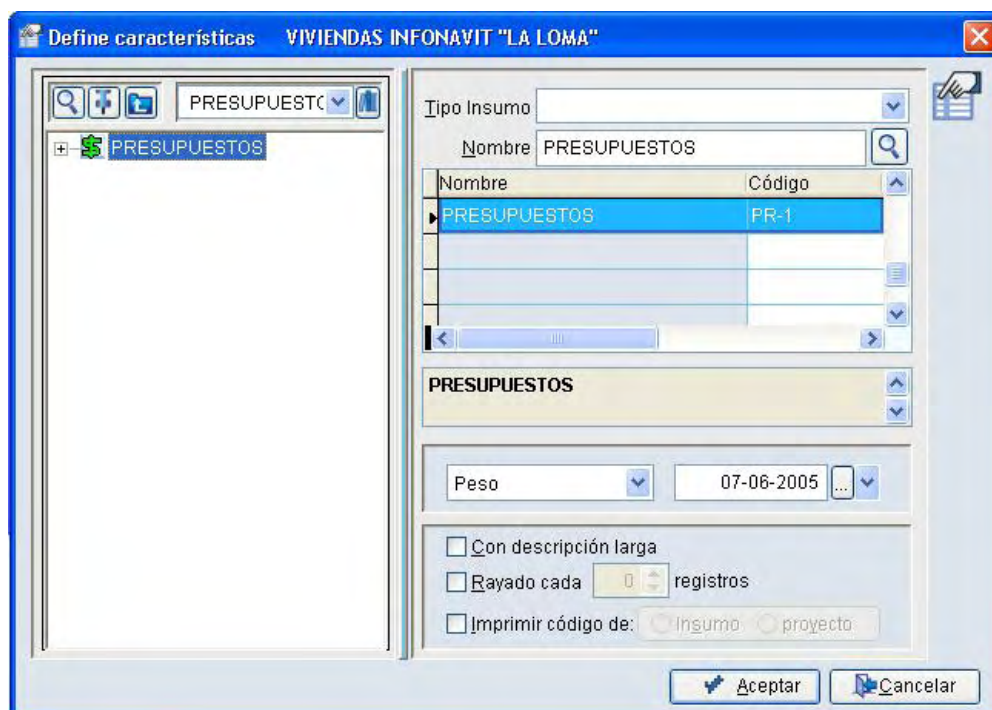 Define características VIVIENDAS INFONAVIT "LA LOMA"
PRESUPUESTO
PRESUPUESTOS
Tipo Insumo
Nombre PRESUPUESTOS
Nombre Código
PRESUPUESTOS PR-1
PRESUPUESTOS
Peso 07-06-2005 ...
Con descripción larga
Rayado cada 0 registros
Imprimir código de: Insumo proyecto
Aceptar Cancelar